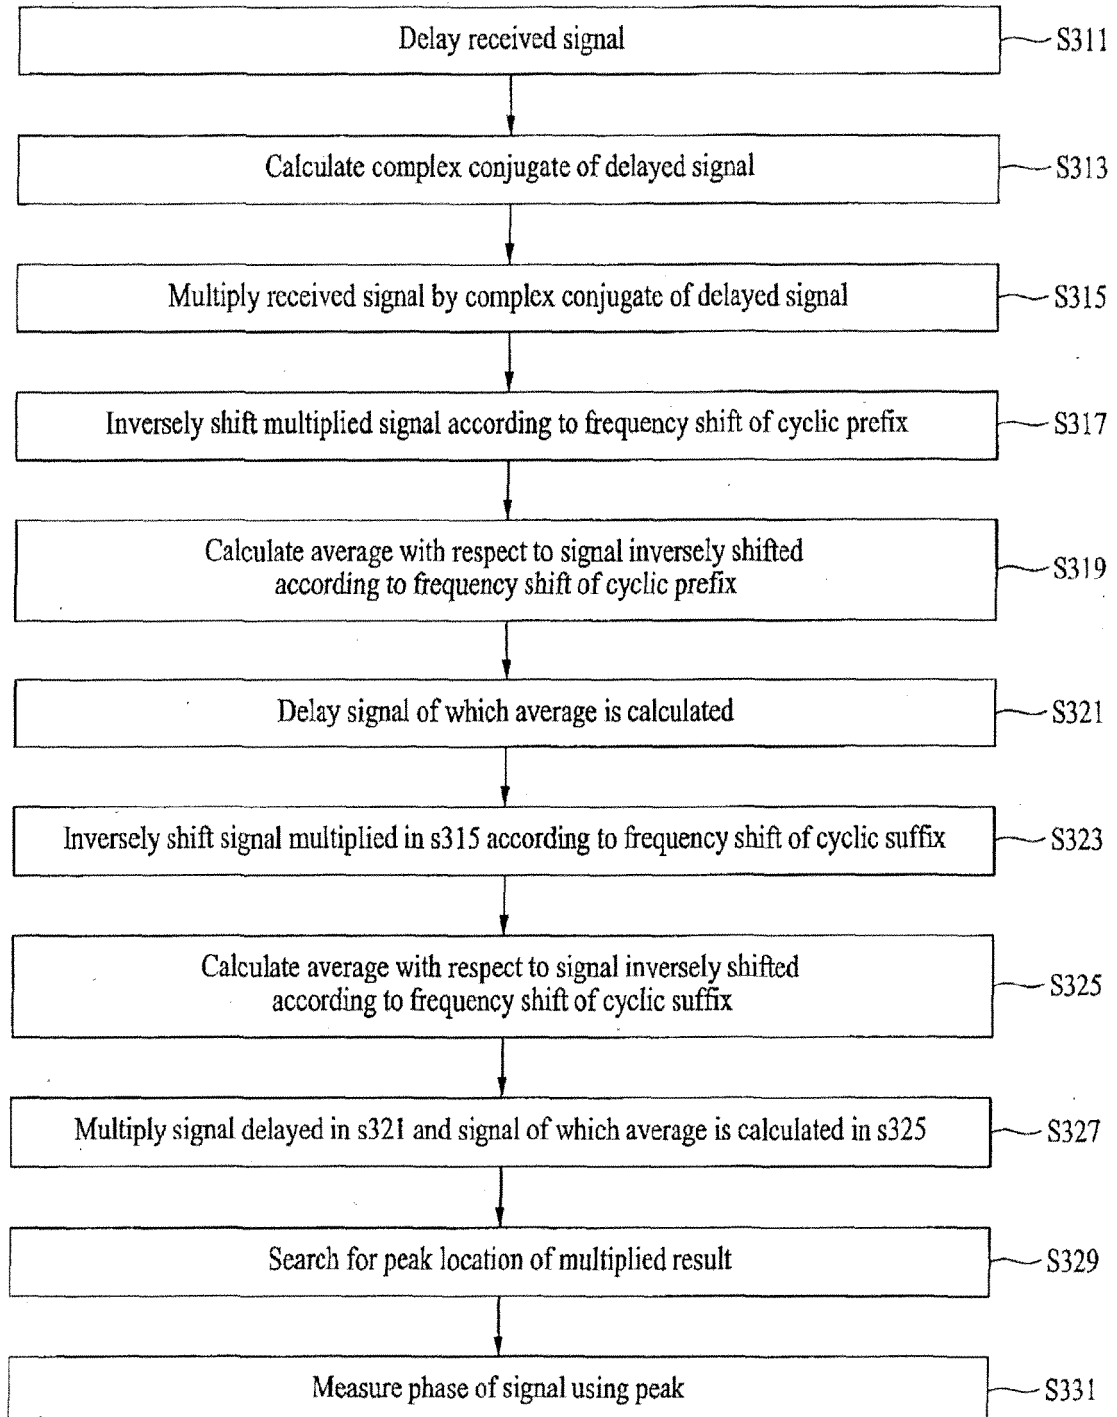 Delay received signal
S311
Calculate complex conjugate of delayed signal
S313
Multiply received signal by complex conjugate of delayed signal
S315
Inversely shift multiplied signal according to frequency shift of cyclic prefix
S317
Calculate average with respect to signal inversely shifted
according to frequency shift of cyclic prefix
S319
Delay signal of which average is calculated
S321
Inversely shift signal multiplied in s315 according to frequency shift of cyclic suffix
S323
Calculate average with respect to signal inversely shifted
according to frequency shift of cyclic suffix
S325
Multiply signal delayed in s321 and signal of which average is calculated in s325
S327
Search for peak location of multiplied result
S329
Measure phase of signal using peak
S331